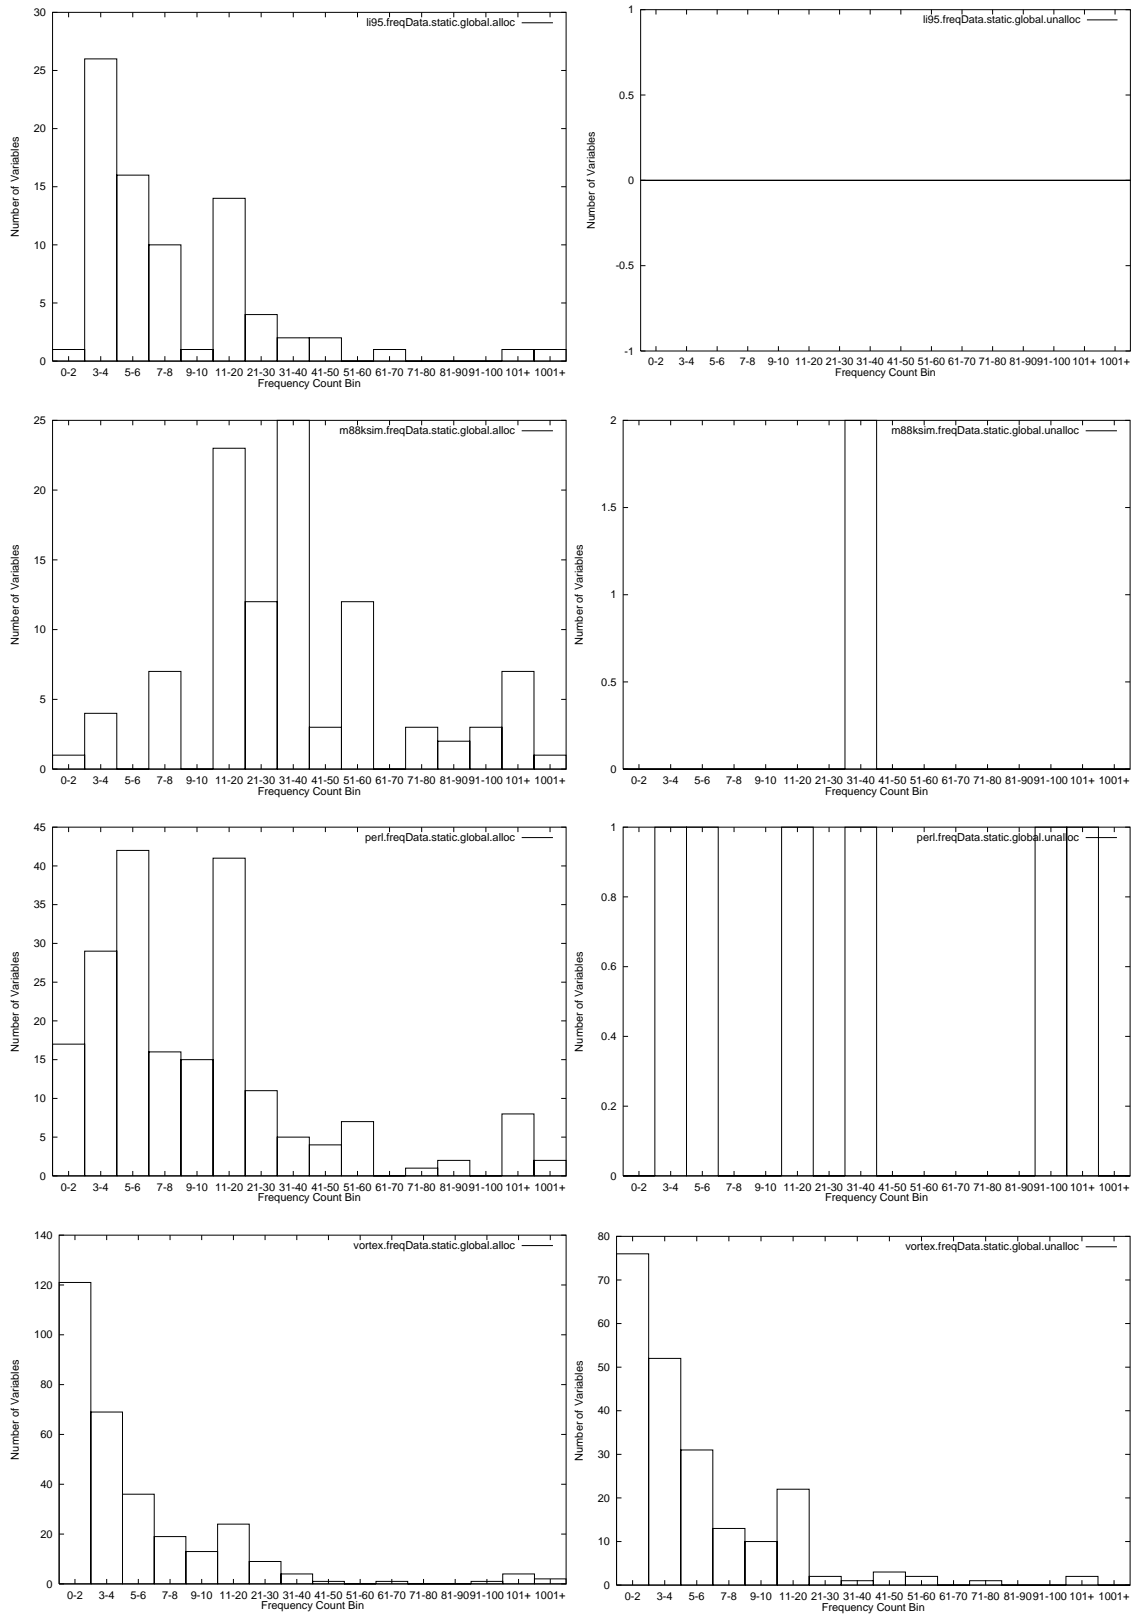 li95.freqData.static.global.alloc
Number of Variables
30
25
20
15
10
5
0
0-2 3-4 5-6 7-8 9-10 11-20 21-30 31-40 41-50 51-60 61-70 71-80 81-90 91-100 101+ 1001+
Frequency Count Bin
li95.freqData.static.global.unalloc
Number of Variables
1
0.5
0
-0.5
-1
0-2 3-4 5-6 7-8 9-10 11-20 21-30 31-40 41-50 51-60 61-70 71-80 81-90 91-100 101+ 1001+
Frequency Count Bin
m88ksim.freqData.static.global.alloc
Number of Variables
25
20
15
10
5
0
0-2 3-4 5-6 7-8 9-10 11-20 21-30 31-40 41-50 51-60 61-70 71-80 81-90 91-100 101+ 1001+
Frequency Count Bin
m88ksim.freqData.static.global.unalloc
Number of Variables
2
1.5
1
0.5
0
0-2 3-4 5-6 7-8 9-10 11-20 21-30 31-40 41-50 51-60 61-70 71-80 81-90 91-100 101+ 1001+
Frequency Count Bin
perl.freqData.static.global.alloc
Number of Variables
45
40
35
30
25
20
15
10
5
0
0-2 3-4 5-6 7-8 9-10 11-20 21-30 31-40 41-50 51-60 61-70 71-80 81-90 91-100 101+ 1001+
Frequency Count Bin
perl.freqData.static.global.unalloc
Number of Variables
1
0.8
0.6
0.4
0.2
0
0-2 3-4 5-6 7-8 9-10 11-20 21-30 31-40 41-50 51-60 61-70 71-80 81-90 91-100 101+ 1001+
Frequency Count Bin
vortex.freqData.static.global.alloc
Number of Variables
140
120
100
80
60
40
20
0
0-2 3-4 5-6 7-8 9-10 11-20 21-30 31-40 41-50 51-60 61-70 71-80 81-90 91-100 101+ 1001+
Frequency Count Bin
vortex.freqData.static.global.unalloc
Number of Variables
80
70
60
50
40
30
20
10
0
0-2 3-4 5-6 7-8 9-10 11-20 21-30 31-40 41-50 51-60 61-70 71-80 81-90 91-100 101+ 1001+
Frequency Count Bin